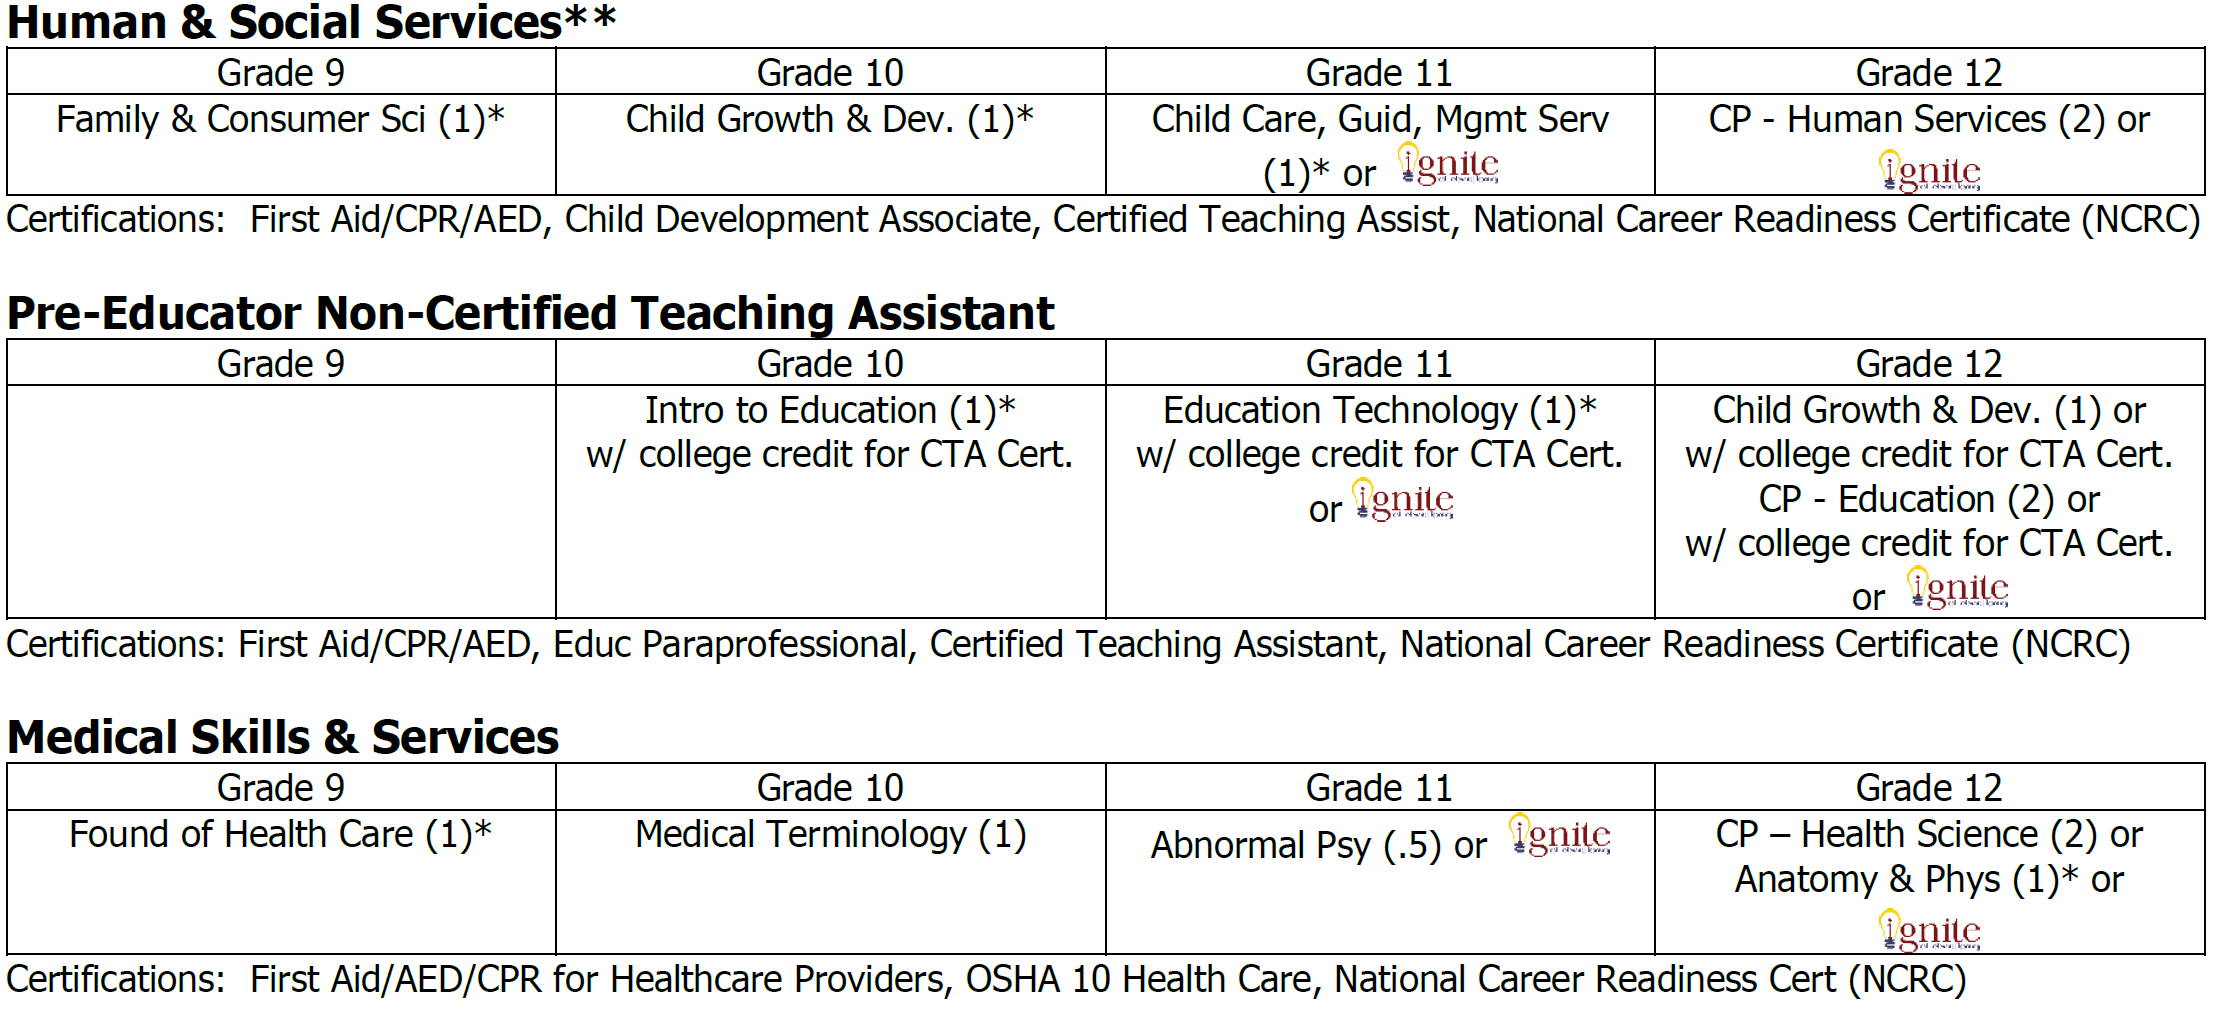 Human & Social Services**
Grade 9 Grade 10 Grade 11 Grade 12
Family & Consumer Sci (1)* Child Growth & Dev. (1)* Child Care, Guid, Mgmt Serv CP - Human Services (2) or
(1)* or ignite ignite
Certifications:  First Aid/CPR/AED, Child Development Associate, Certified Teaching Assist, National Career Readiness Certificate (NCRC)
Pre-Educator Non-Certified Teaching Assistant
Grade 9 Grade 10 Grade 11 Grade 12
Intro to Education (1)* Education Technology (1)* Child Growth & Dev. (1) or
w/ college credit for CTA Cert. w/ college credit for CTA Cert. w/ college credit for CTA Cert.
or ignite CP - Education (2) or
w/ college credit for CTA Cert.
or ignite
Certifications: First Aid/CPR/AED, Educ Paraprofessional, Certified Teaching Assistant, National Career Readiness Certificate (NCRC)
Medical Skills & Services
Grade 9 Grade 10 Grade 11 Grade 12
Found of Health Care (1)* Medical Terminology (1) Abnormal Psy (.5) or ignite CP – Health Science (2) or
Anatomy & Phys (1)* or
ignite
Certifications:  First Aid/AED/CPR for Healthcare Providers, OSHA 10 Health Care, National Career Readiness Cert (NCRC)